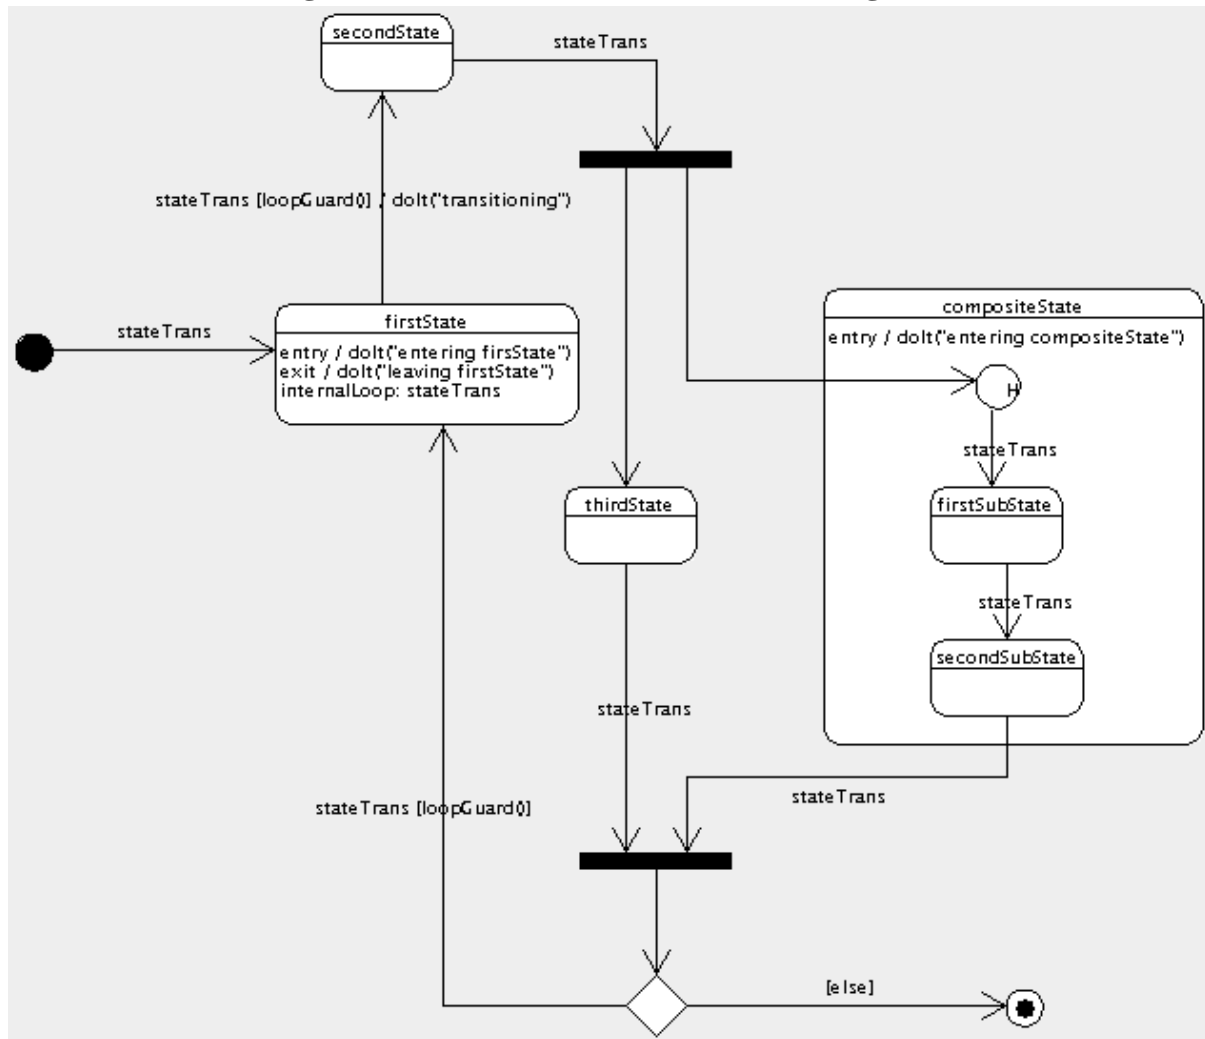 secondState
stateTrans
stateTrans [loopGuard()] / doIt("transitioning")
compositeState
entry / doIt("entering compositeState")
H
stateTrans
firstState
entry / doIt("entering firsState")
exit / doIt("leaving firstState")
internalLoop: stateTrans
stateTrans
firstSubState
thirdState
stateTrans
secondSubState
stateTrans
stateTrans
stateTrans [loopGuard()]
[else]